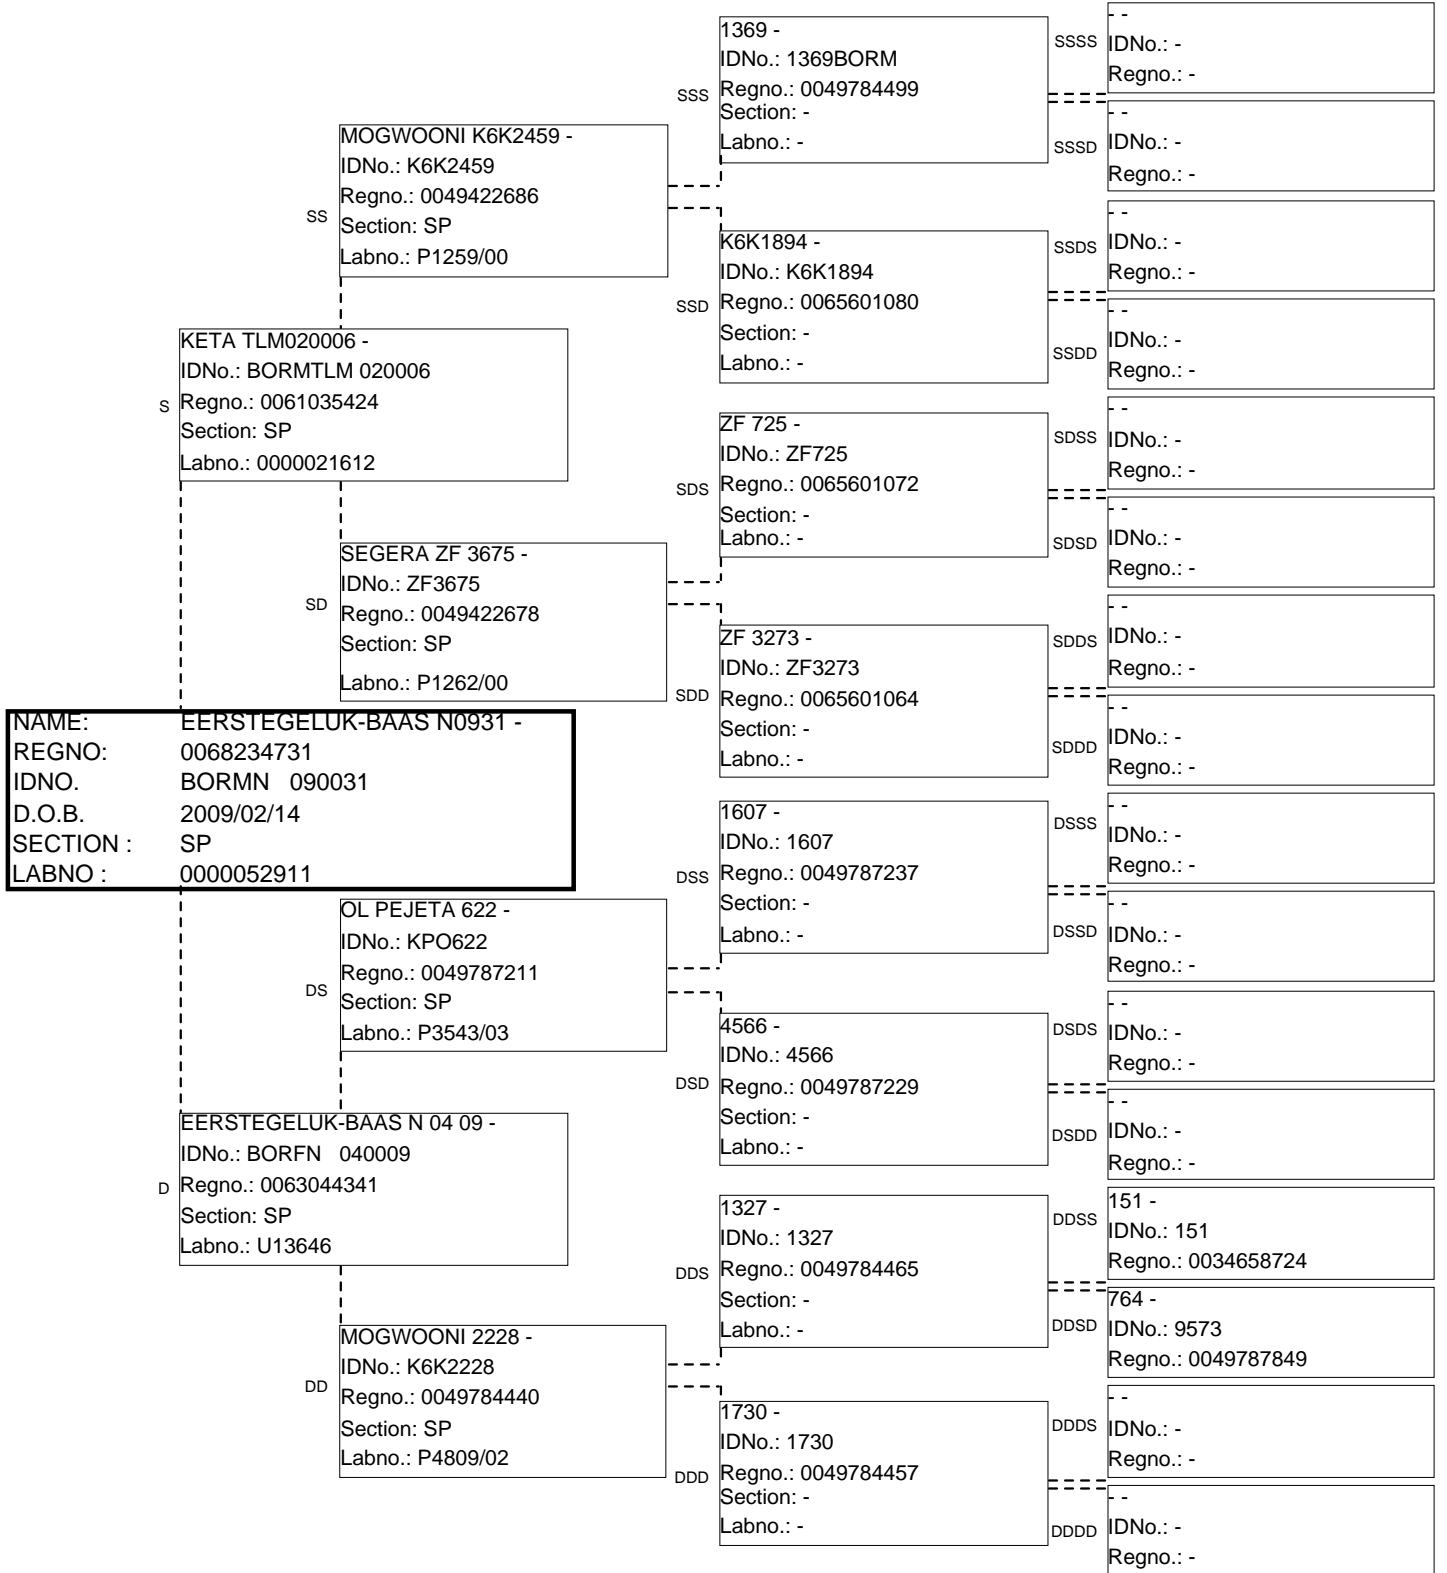 NAME: EERSTEGELUK-BAAS N0931 -
REGNO: 0068234731
IDNO. BORMN 090031
D.O.B. 2009/02/14
SECTION : SP
LABNO : 0000052911
S
KETA TLM020006 -
IDNo.: BORMTLM 020006
Regno.: 0061035424
Section: SP
Labno.: 0000021612
D
EERSTEGELUK-BAAS N 04 09 -
IDNo.: BORFN 040009
Regno.: 0063044341
Section: SP
Labno.: U13646
SS
MOGWOONI K6K2459 -
IDNo.: K6K2459
Regno.: 0049422686
Section: SP
Labno.: P1259/00
SD
SEGERA ZF 3675 -
IDNo.: ZF3675
Regno.: 0049422678
Section: SP
Labno.: P1262/00
DS
OL PEJETA 622 -
IDNo.: KPO622
Regno.: 0049787211
Section: SP
Labno.: P3543/03
DD
MOGWOONI 2228 -
IDNo.: K6K2228
Regno.: 0049784440
Section: SP
Labno.: P4809/02
SSS
1369 -
IDNo.: 1369BORM
Regno.: 0049784499
Section: -
Labno.: -
SSD
K6K1894 -
IDNo.: K6K1894
Regno.: 0065601080
Section: -
Labno.: -
SDS
ZF 725 -
IDNo.: ZF725
Regno.: 0065601072
Section: -
Labno.: -
SDD
ZF 3273 -
IDNo.: ZF3273
Regno.: 0065601064
Section: -
Labno.: -
DSS
1607 -
IDNo.: 1607
Regno.: 0049787237
Section: -
Labno.: -
DSD
4566 -
IDNo.: 4566
Regno.: 0049787229
Section: -
Labno.: -
DDS
1327 -
IDNo.: 1327
Regno.: 0049784465
Section: -
Labno.: -
DDD
1730 -
IDNo.: 1730
Regno.: 0049784457
Section: -
Labno.: -
SSSS
- -
IDNo.: -
Regno.: -
SSSD
- -
IDNo.: -
Regno.: -
SSDS
- -
IDNo.: -
Regno.: -
SSDD
- -
IDNo.: -
Regno.: -
SDSS
- -
IDNo.: -
Regno.: -
SDSD
- -
IDNo.: -
Regno.: -
SDDS
- -
IDNo.: -
Regno.: -
SDDD
- -
IDNo.: -
Regno.: -
DSSS
- -
IDNo.: -
Regno.: -
DSSD
- -
IDNo.: -
Regno.: -
DSDS
- -
IDNo.: -
Regno.: -
DSDD
- -
IDNo.: -
Regno.: -
DDSS
151 -
IDNo.: 151
Regno.: 0034658724
DDSD
764 -
IDNo.: 9573
Regno.: 0049787849
DDDS
- -
IDNo.: -
Regno.: -
DDDD
- -
IDNo.: -
Regno.: -